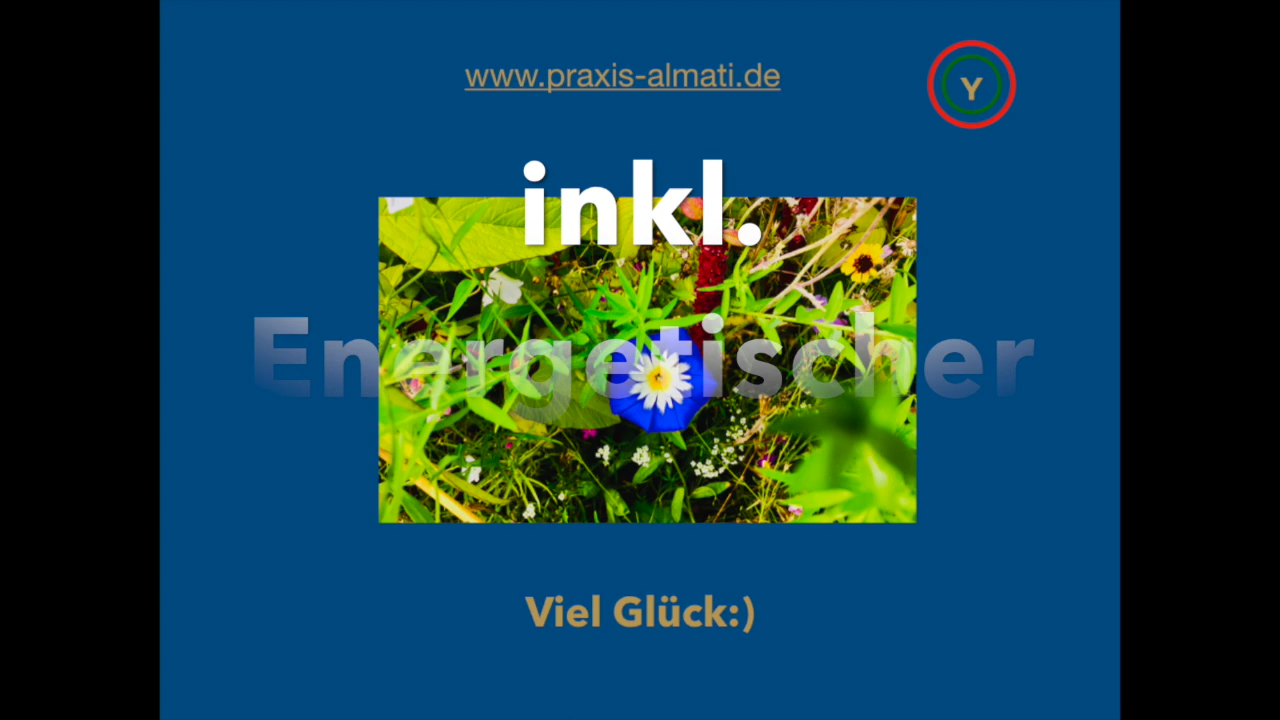 www.praxis-almati.de
Y
inkl.
Energetischer
Viel Glück:)